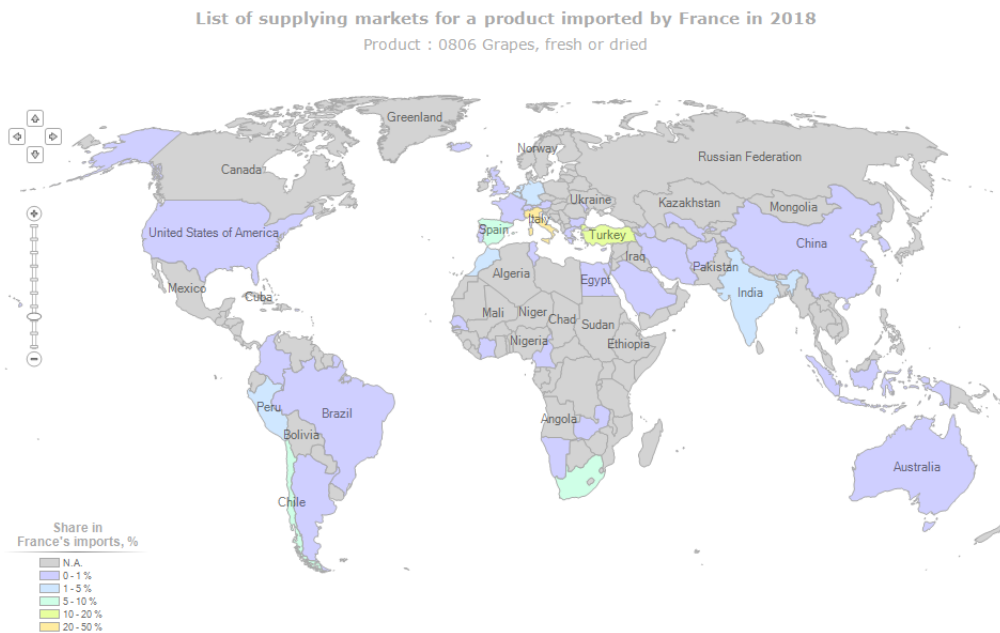 List of supplying markets for a product imported by France in 2018
Product : 0806 Grapes, fresh or dried
Greenland
Norway
Canada
Russian Federation
Ukraine
Kazakhstan
Mongolia
Italy
Spain
Turkey
United States of America
China
Iraq
Algeria
Egypt
Pakistan
India
Mexico
Cuba
Mali
Niger
Chad
Sudan
Nigeria
Ethiopia
Peru
Brazil
Angola
Bolivia
Australia
Chile
Share in
France's imports, %
N.A.
0 - 1 %
1 - 5 %
5 - 10 %
10 - 20 %
20 - 50 %